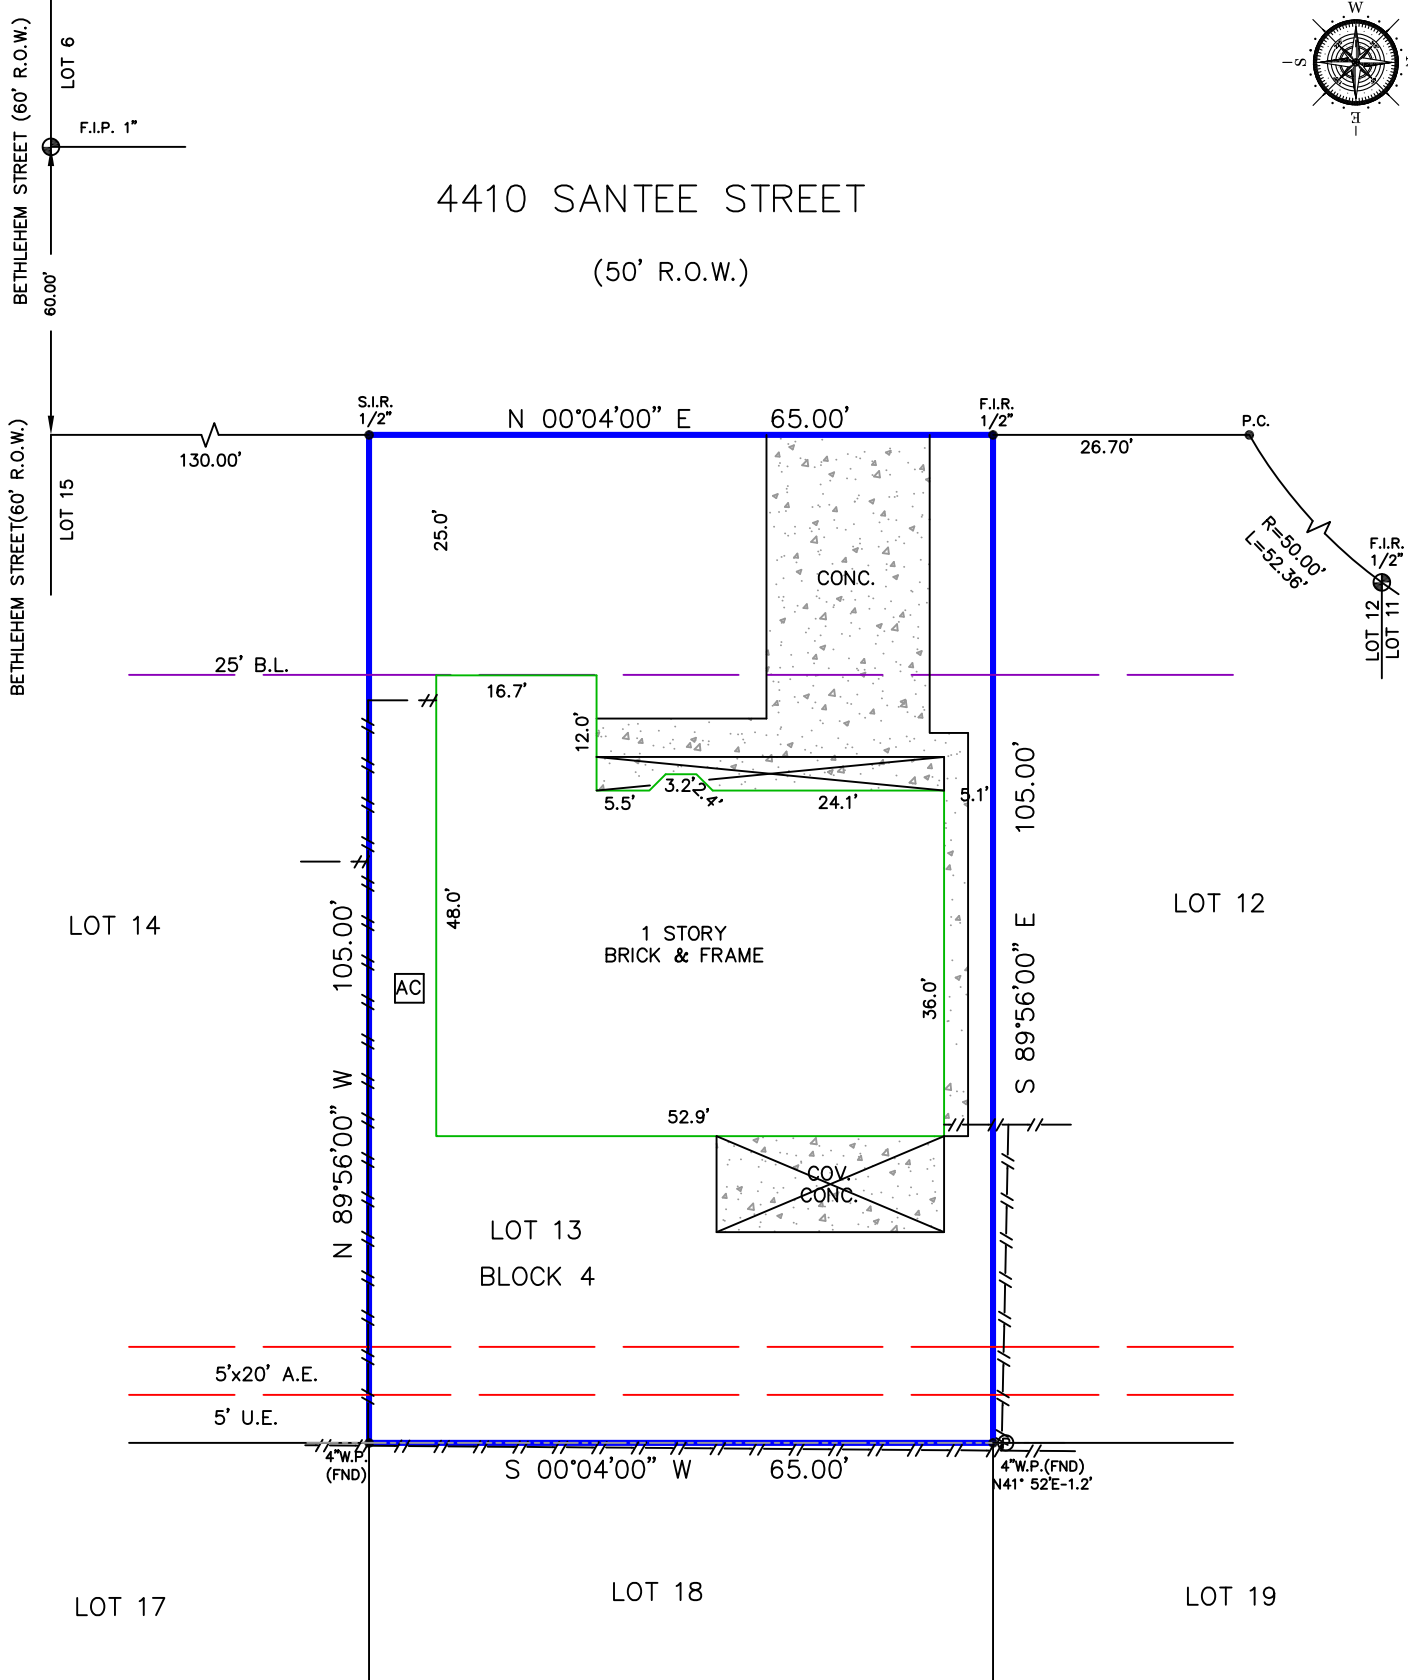 W
S
E
LOT 6
BETHLEHEM STREET (60' R.O.W.)
F.I.P. 1"
4410 SANTEE STREET
(50' R.O.W.)
60.00'
S.I.R.
1/2"
N 00°04'00" E 65.00'
F.I.R.
1/2"
P.C.
130.00'
26.70'
BETHLEHEM STREET(60' R.O.W.)
LOT 15
25.0'
CONC.
R=50.00'
L=52.36'
F.I.R.
1/2"
LOT 12
LOT 11
25' B.L.
16.7'
12.0'
5.5'
3.2'
2.4'
24.1'
5.1'
105.00'
S 89°56'00" E
LOT 14
LOT 12
105.00'
N 89°56'00" W
48.0'
1 STORY
BRICK & FRAME
AC
36.0'
52.9'
COV.
CONC.
LOT 13
BLOCK 4
5'x20' A.E.
5' U.E.
4"W.P.
(FND)
S 00°04'00" W 65.00'
4"W.P.(FND)
N41° 52'E-1.2'
LOT 17
LOT 18
LOT 19